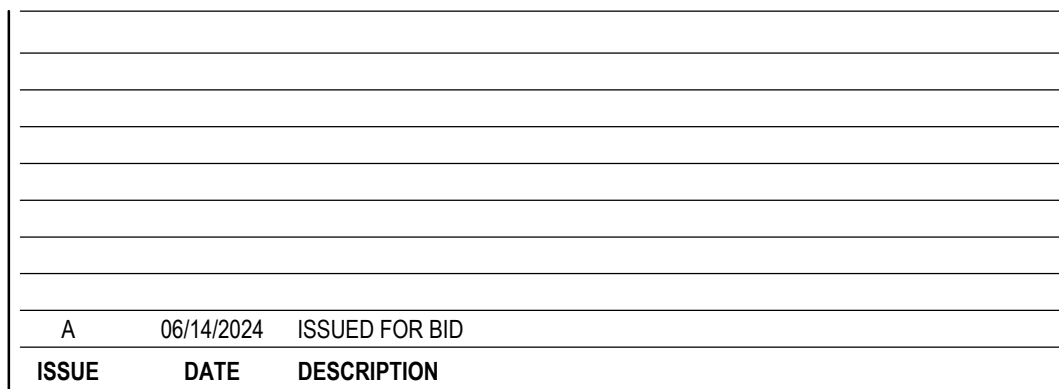 A 06/14/2024 ISSUED FOR BID
ISSUE DATE DESCRIPTION